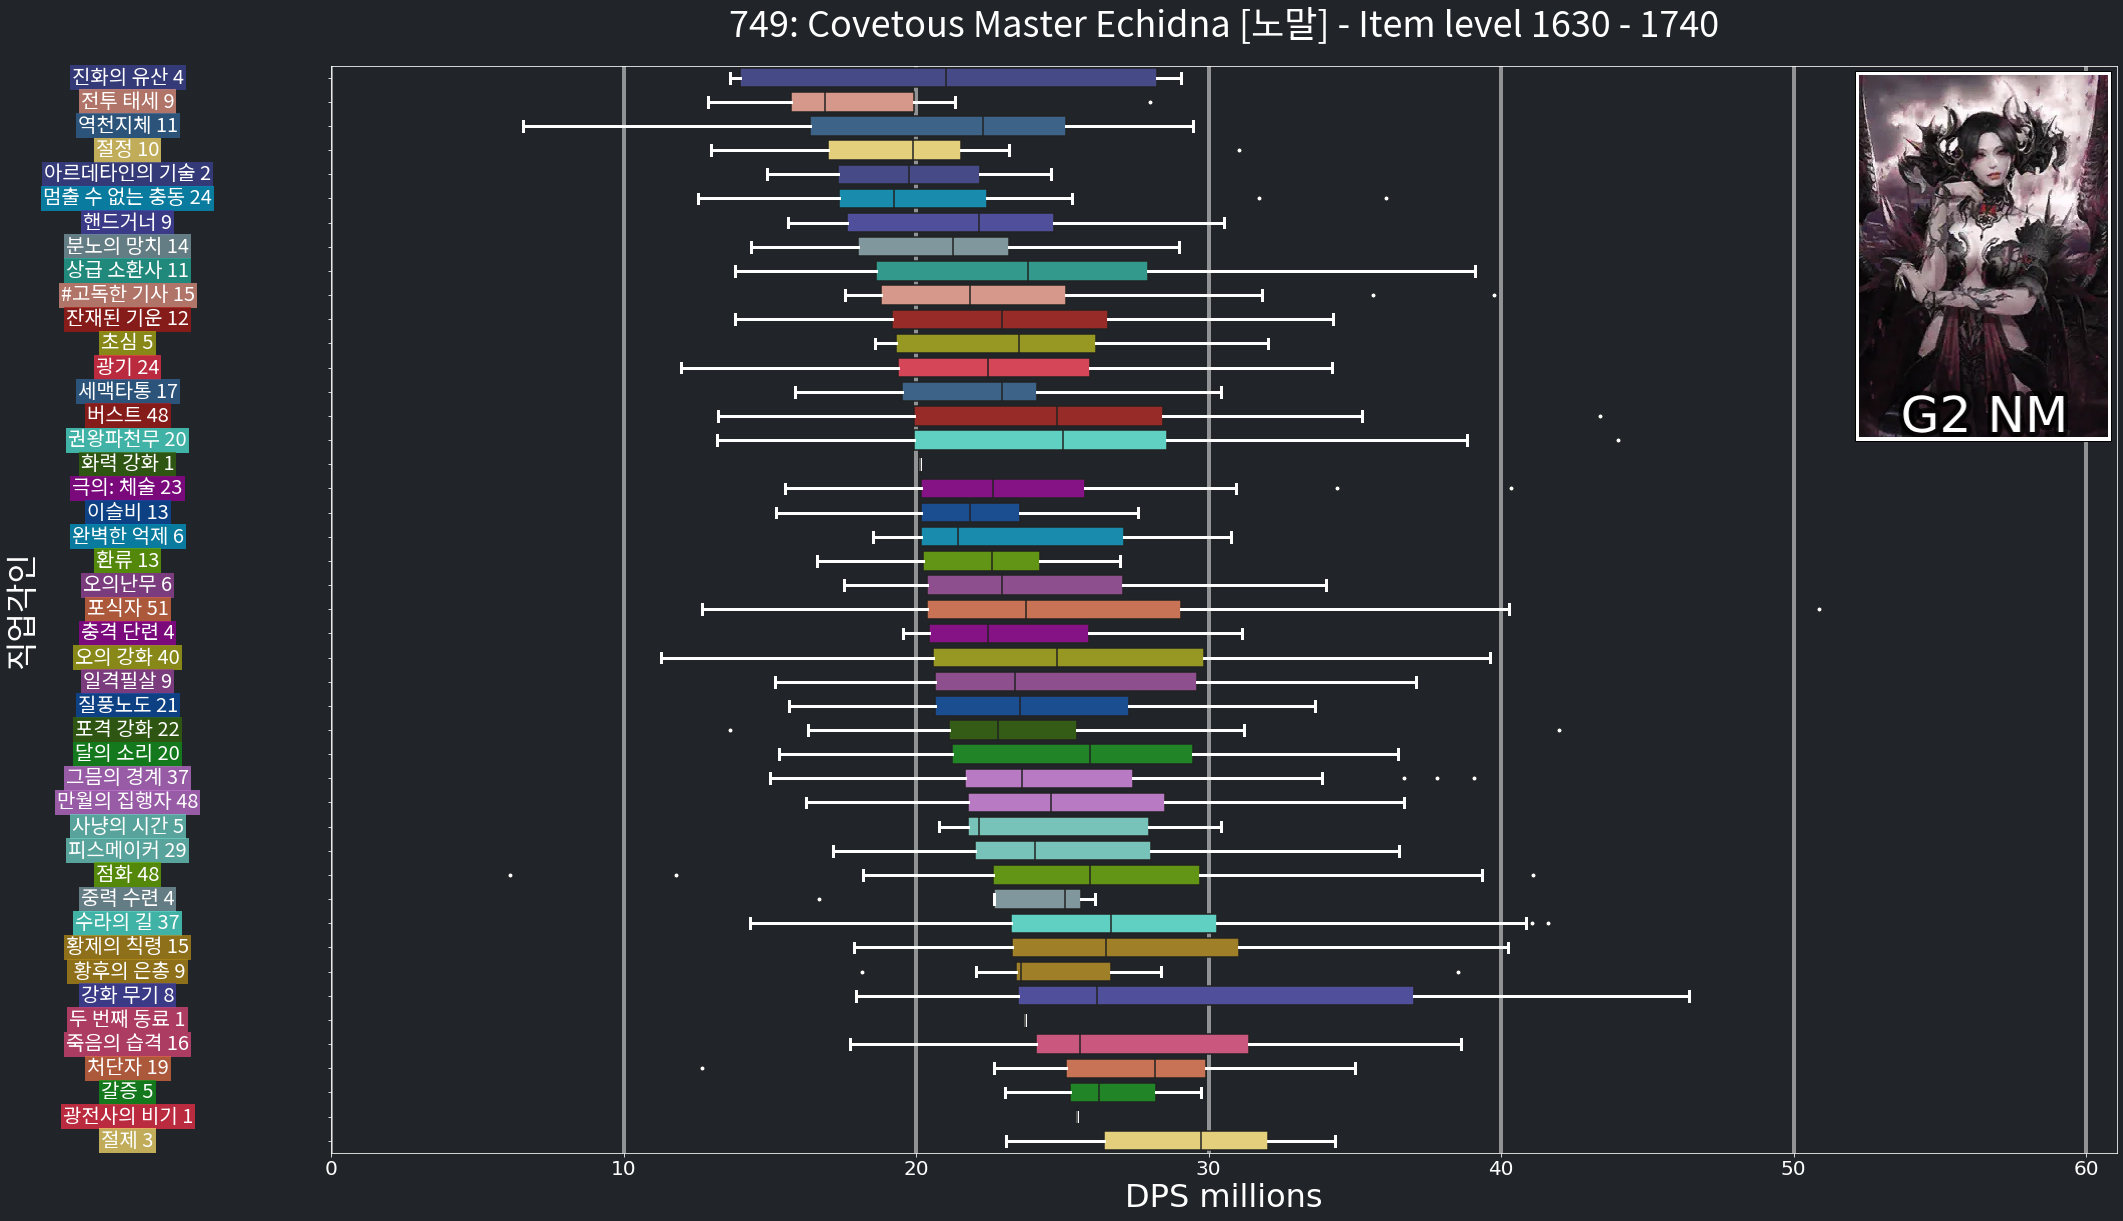 749: Covetous Master Echidna [노말] - Item level 1630 - 1740
진화의 유산 4
전투 태세 9
역천지체 11
절정 10
아르데타인의 기술 2
멈출 수 없는 충동 24
핸드거너 9
분노의 망치 14
상급 소환사 11
#고독한 기사 15
잔재된 기운 12
초심 5
광기 24
세맥타통 17
버스트 48
권왕파천무 20
화력 강화 1
극의: 체술 23
이슬비 13
완벽한 억제 6
환류 13
오의난무 6
포식자 51
충격 단련 4
오의 강화 40
일격필살 9
질풍노도 21
포격 강화 22
달의 소리 20
그믐의 경계 37
만월의 집행자 48
사냥의 시간 5
피스메이커 29
점화 48
중력 수련 4
수라의 길 37
황제의 칙령 15
황후의 은총 9
강화 무기 8
두 번째 동료 1
죽음의 습격 16
처단자 19
갈증 5
광전사의 비기 1
절제 3
직업각인
G2 NM
0 10 20 30 40 50 60
DPS millions